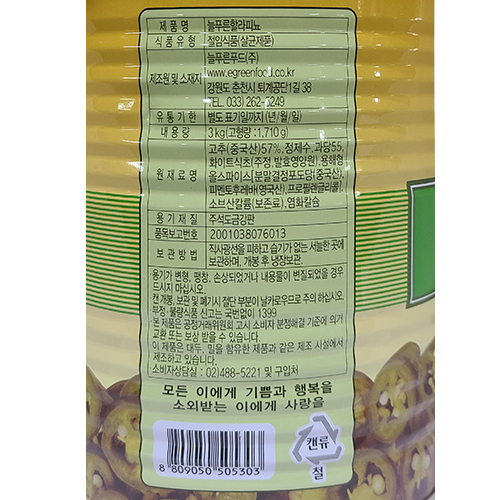 제품명 늘푸른할라피뇨
식품유형 절임식품(살균제품)
제조원 및 소재지 늘푸른푸드(주)
www.egreenfood.co.kr
강원도 춘천시 퇴계공단1길 38
TEL. 033) 262-5249
유통기한 별도 표기일까지 (년/월/일)
내용량 3kg(고형량:1,710g)
원재료명 고추(중국산)57%, 정제수, 과당55,
화이트식초(주정, 발효영양원), 용해형
올스파이스(분말결정포도당(중국산),
피멘토후레바(영국산), 프로필렌글리콜),
소브산칼륨(보존료), 염화칼슘
용기재질 주석도금강판
품목보고번호 2001038076013
보관방법 직사광선을 피하고 습기가 없는 서늘한 곳에
보관하며, 개봉 후 냉장보관.
용기가 변형, 팽창, 손상되었거나 내용물이 변질되었을 경우
드시지 마십시오.
캔 개봉, 보관 및 폐기시 절단 부분이 날카로우므로 주의 하십시오.
부정·불량식품 신고는 국번없이 1399
본 제품은 공정거래위원회 고시 소비자 분쟁해결 기준에 의거
교환 또는 보상 받을 수 있습니다.
이 제품은 대두, 밀을 함유한 제품과 같은 제조 시설에서
제조하고 있습니다.
소비자상담실 : (02)488-5221 및 구입처
모든 이에게 기쁨과 행복을
소외받는 이에게 사랑을
캔류
철
8 809050 505303